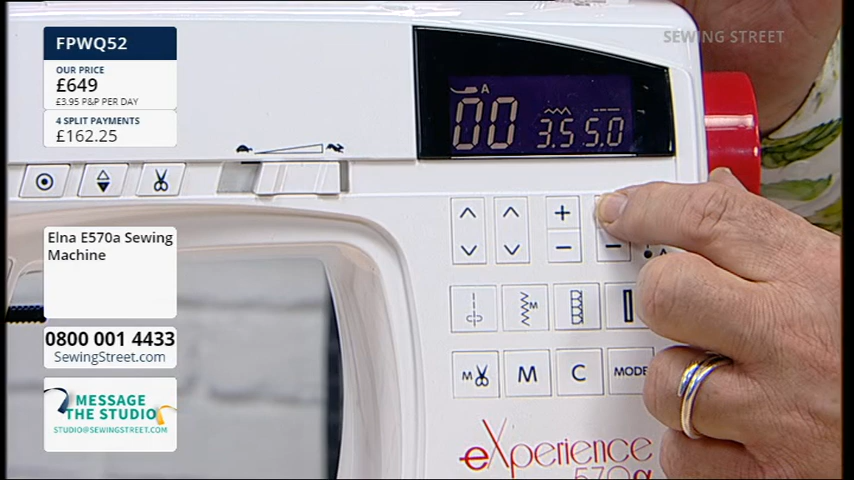 FPWQ52
OUR PRICE
£649
£3.95 P&P PER DAY
4 SPLIT PAYMENTS
£162.25
Elna E570a Sewing
Machine
0800 001 4433
SewingStreet.com
MESSAGE
THE STUDIO
STUDIO@SEWINGSTREET.COM
SEWING STREET
A
00 3.5 5.0
+
− −
A
M
M M C MODE
eXperience
570α